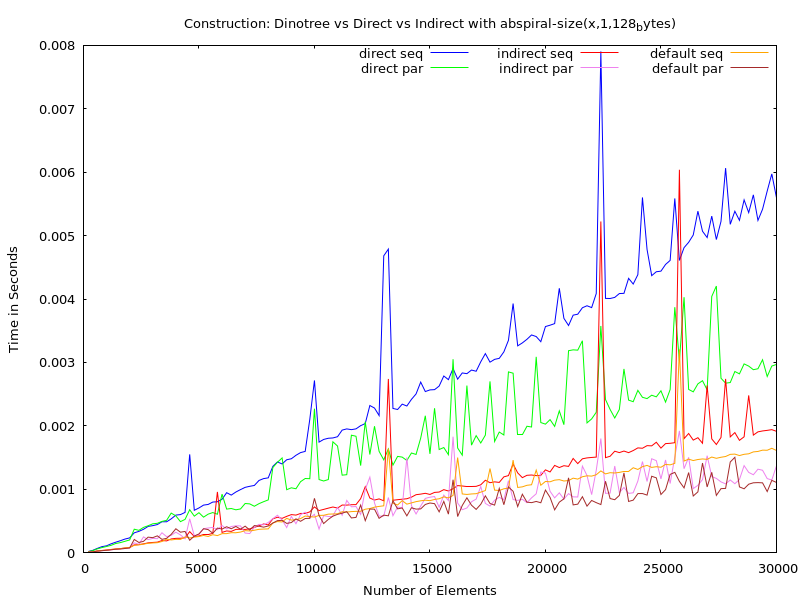 Construction: Dinotree vs Direct vs Indirect with abspiral-size(x,1,128bytes)
direct seq
direct par
indirect seq
indirect par
default seq
default par
0.008
0.007
0.006
0.005
0.004
0.003
0.002
0.001
0
Time in Seconds
0
5000
10000
15000
20000
25000
30000
Number of Elements